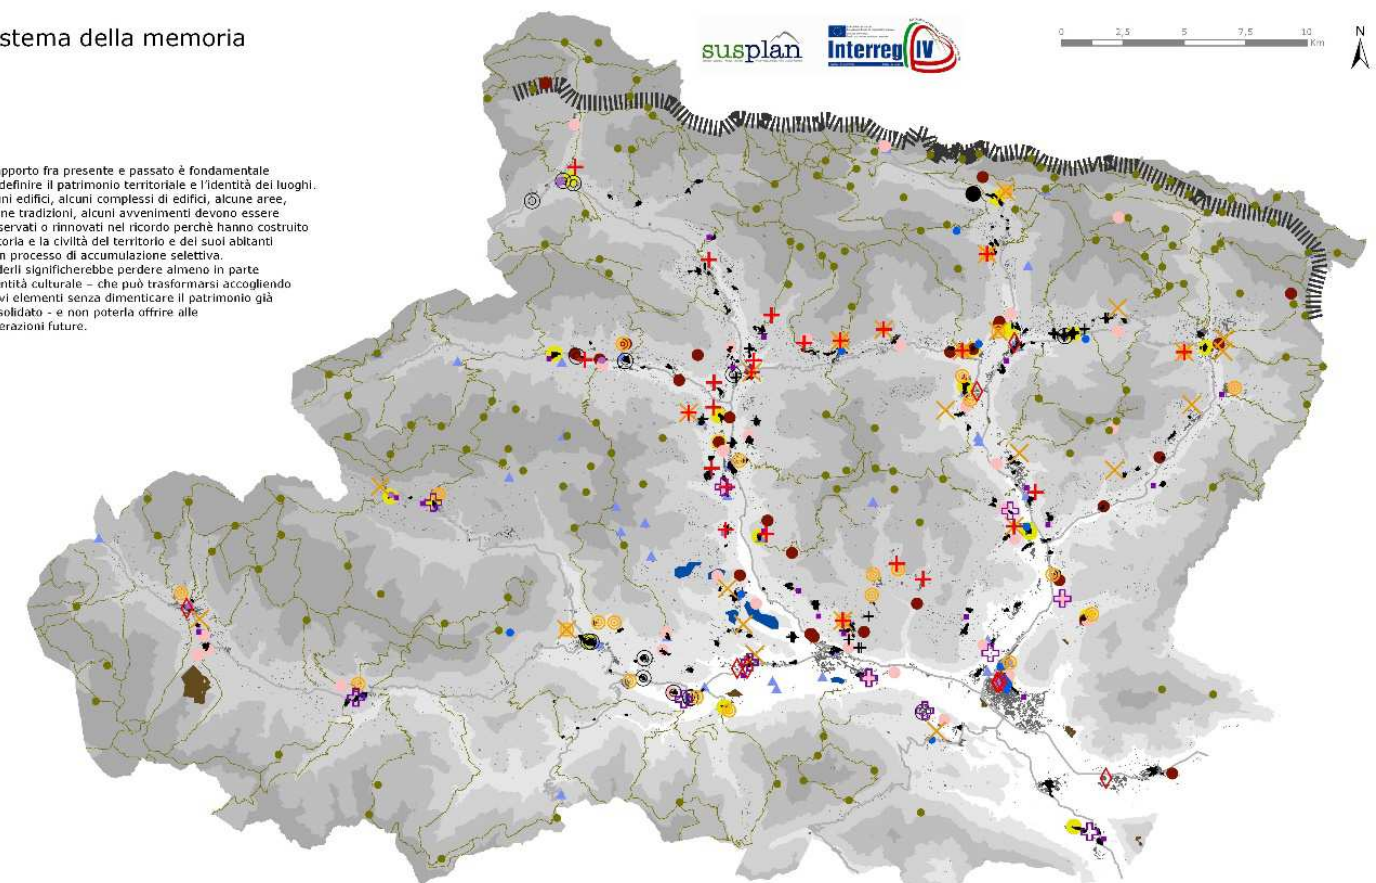 stema della memoria
susplan
Interreg IV
0 2,5 5 7,5 10
Km
N
apporto fra presente e passato è fondamentale
definire il patrimonio territoriale e l'identità dei luoghi.
uni edifici, alcuni complessi di edifici, alcune aree,
ne tradizioni, alcuni avvenimenti devono essere
servati o rinnovati nel ricordo perchè hanno costruito
toria e la civiltà del territorio e dei suoi abitanti
n processo di accumulazione selettiva.
derli significherebbe perdere almeno in parte
entità culturale – che può trasformarsi accogliendo
vi elementi senza dimenticare il patrimonio già
solidato - e non poterla offrire alle
erazioni future.